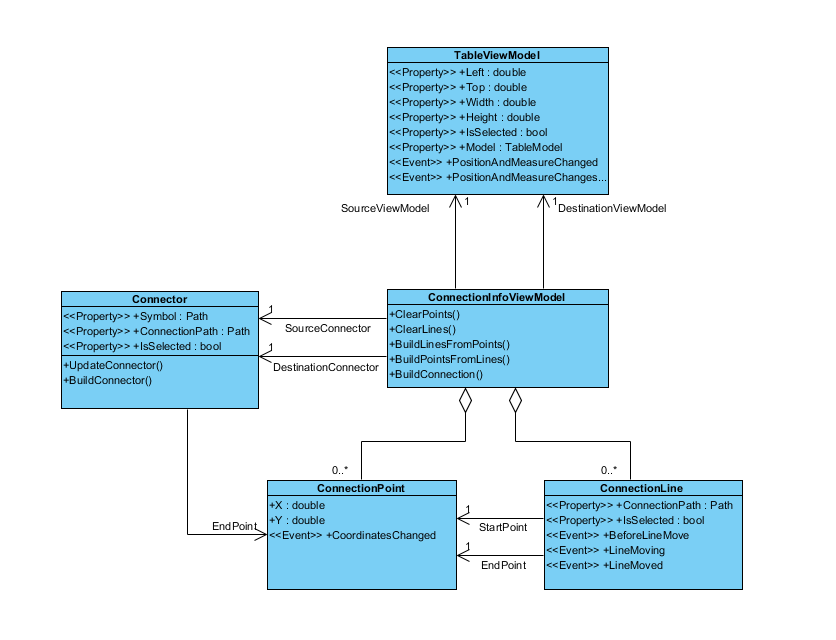 TableViewModel
<<Property>> +Left : double
<<Property>> +Top : double
<<Property>> +Width : double
<<Property>> +Height : double
<<Property>> +IsSelected : bool
<<Property>> +Model : TableModel
<<Event>> +PositionAndMeasureChanged
<<Event>> +PositionAndMeasureChanges...
1
1
SourceViewModel
DestinationViewModel
Connector
<<Property>> +Symbol : Path
<<Property>> +ConnectionPath : Path
<<Property>> +IsSelected : bool
+UpdateConnector()
+BuildConnector()
1
SourceConnector
1
DestinationConnector
ConnectionInfoViewModel
+ClearPoints()
+ClearLines()
+BuildLinesFromPoints()
+BuildPointsFromLines()
+BuildConnection()
0..*
0..*
EndPoint
ConnectionPoint
+X : double
+Y : double
<<Event>> +CoordinatesChanged
1
StartPoint
1
EndPoint
ConnectionLine
<<Property>> +ConnectionPath : Path
<<Property>> +IsSelected : bool
<<Event>> +BeforeLineMove
<<Event>> +LineMoving
<<Event>> +LineMoved